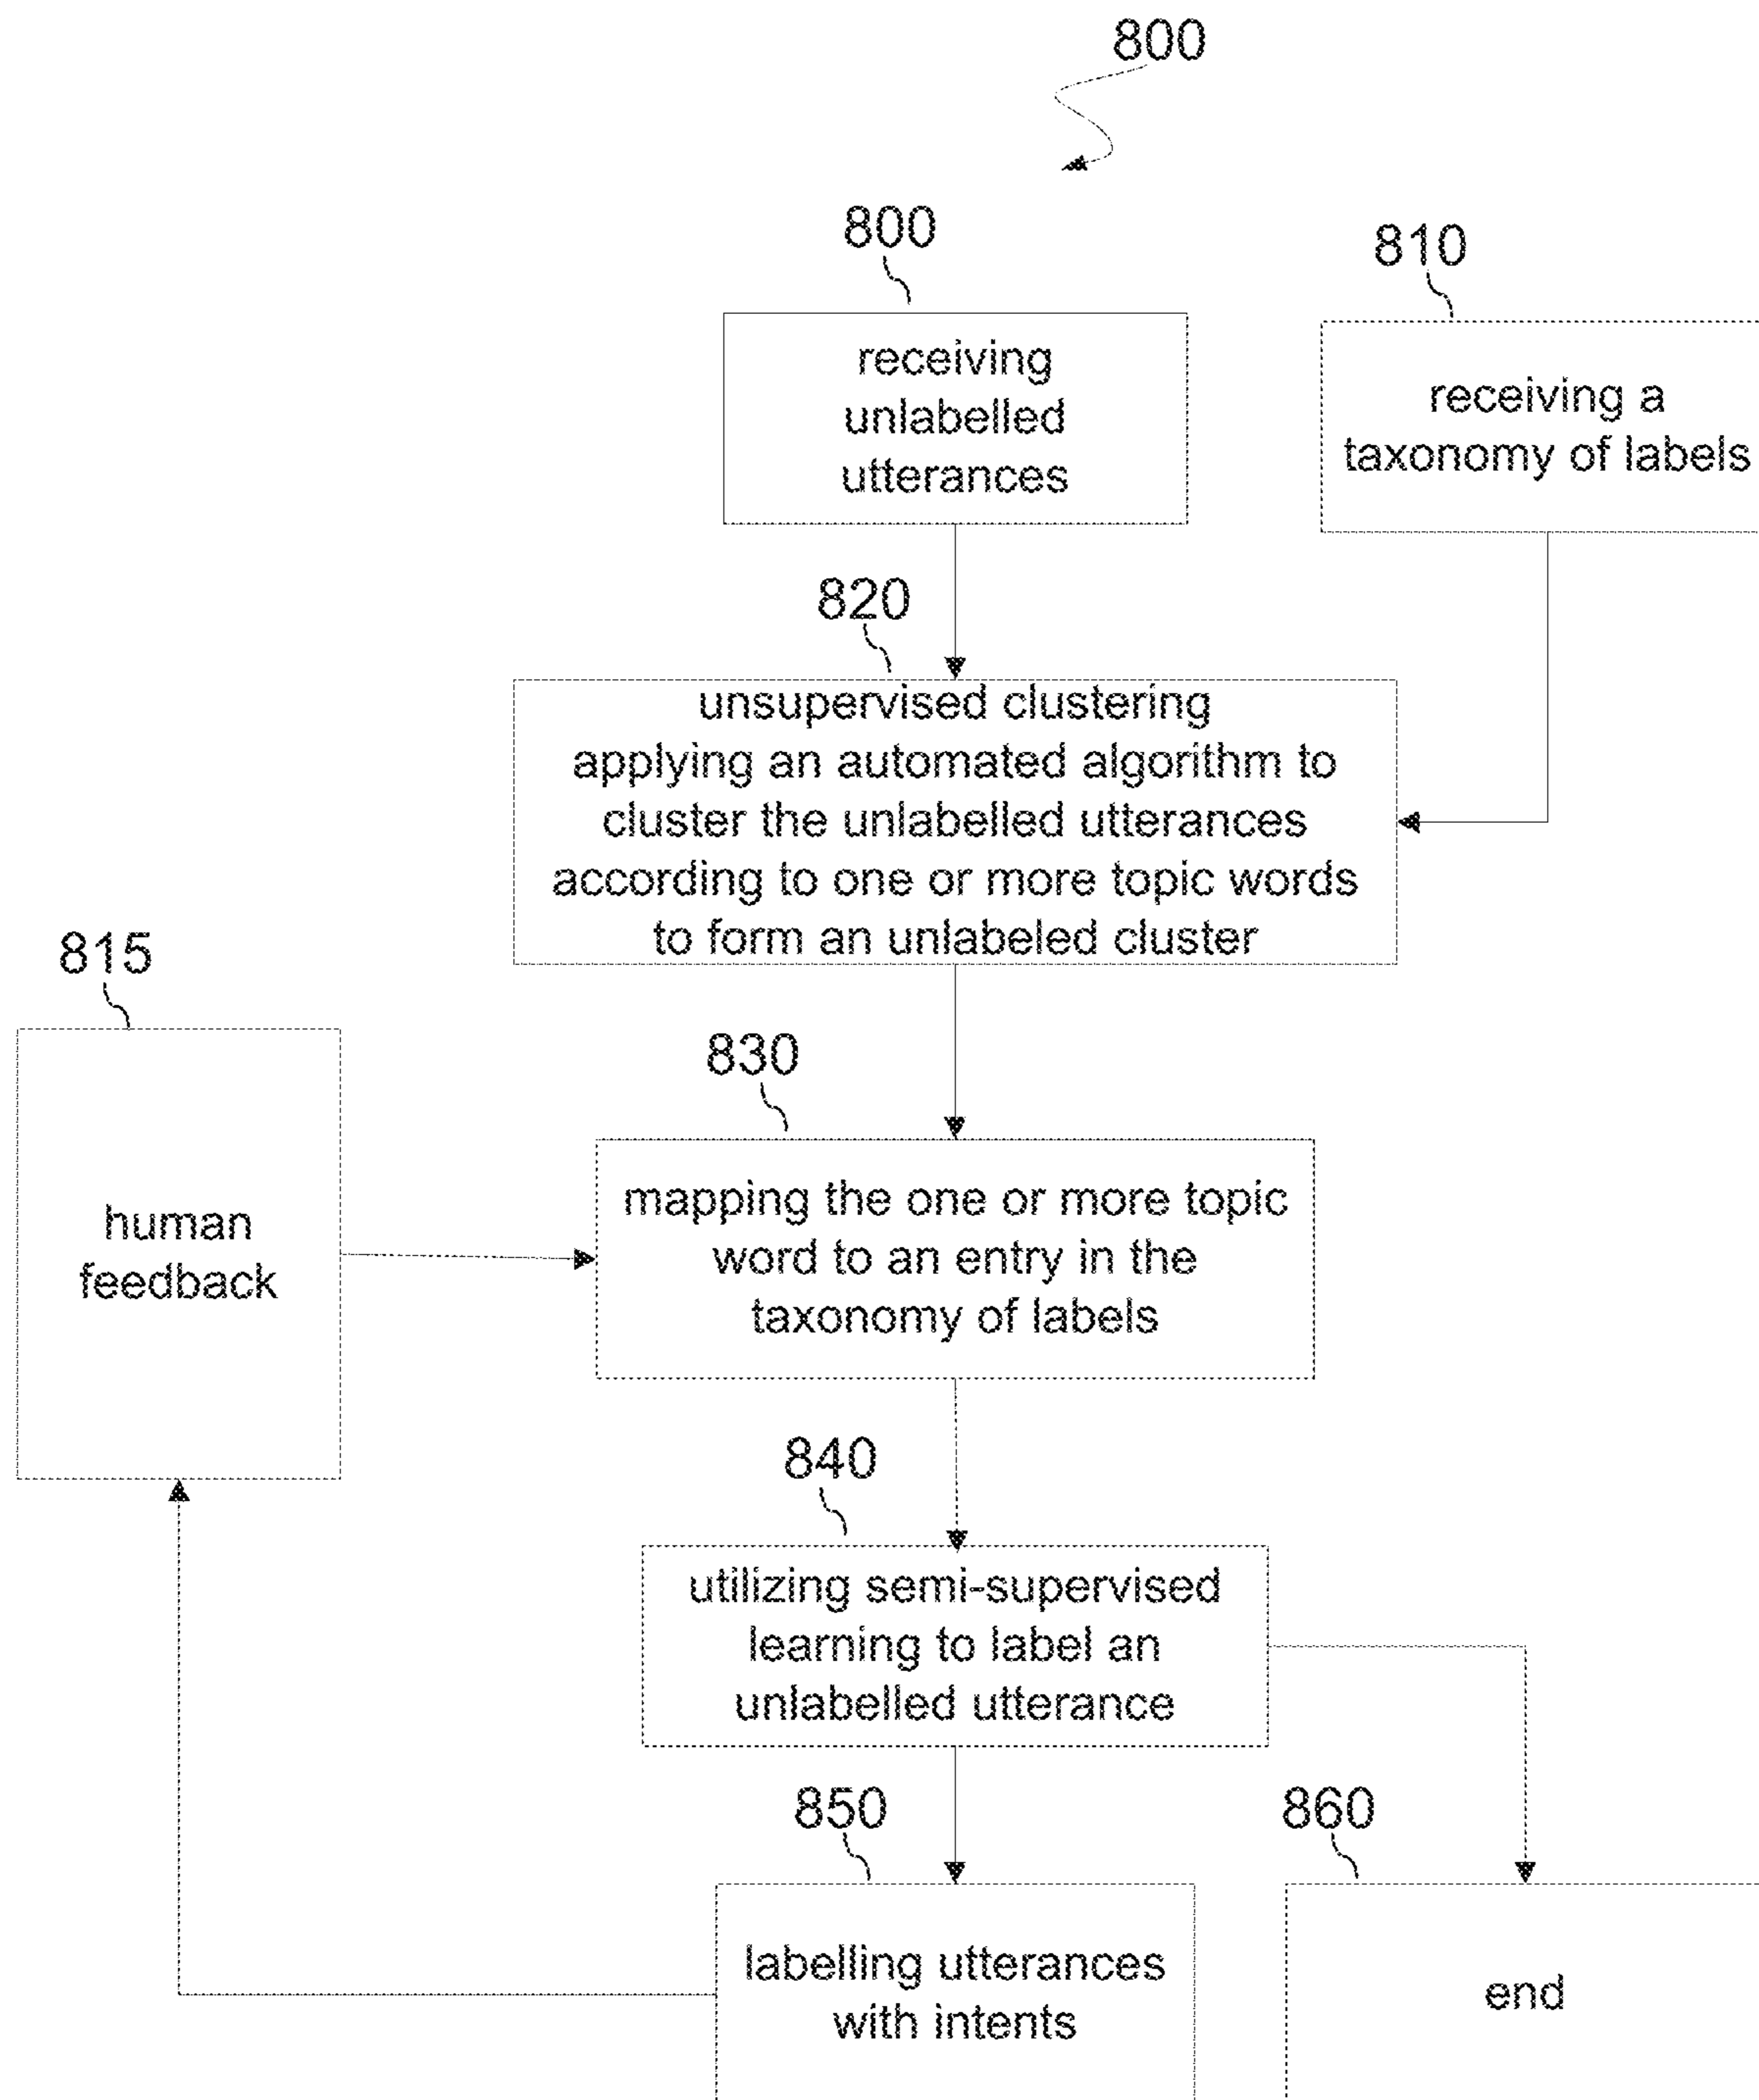 800
800
receiving
unlabelled
utterances
810
receiving a
taxonomy of labels
820
unsupervised clustering
applying an automated algorithm to
cluster the unlabelled utterances
according to one or more topic words
to form an unlabeled cluster
815
human
feedback
830
mapping the one or more topic
word to an entry in the
taxonomy of labels
840
utilizing semi-supervised
learning to label an
unlabelled utterance
850
labelling utterances
with intents
860
end